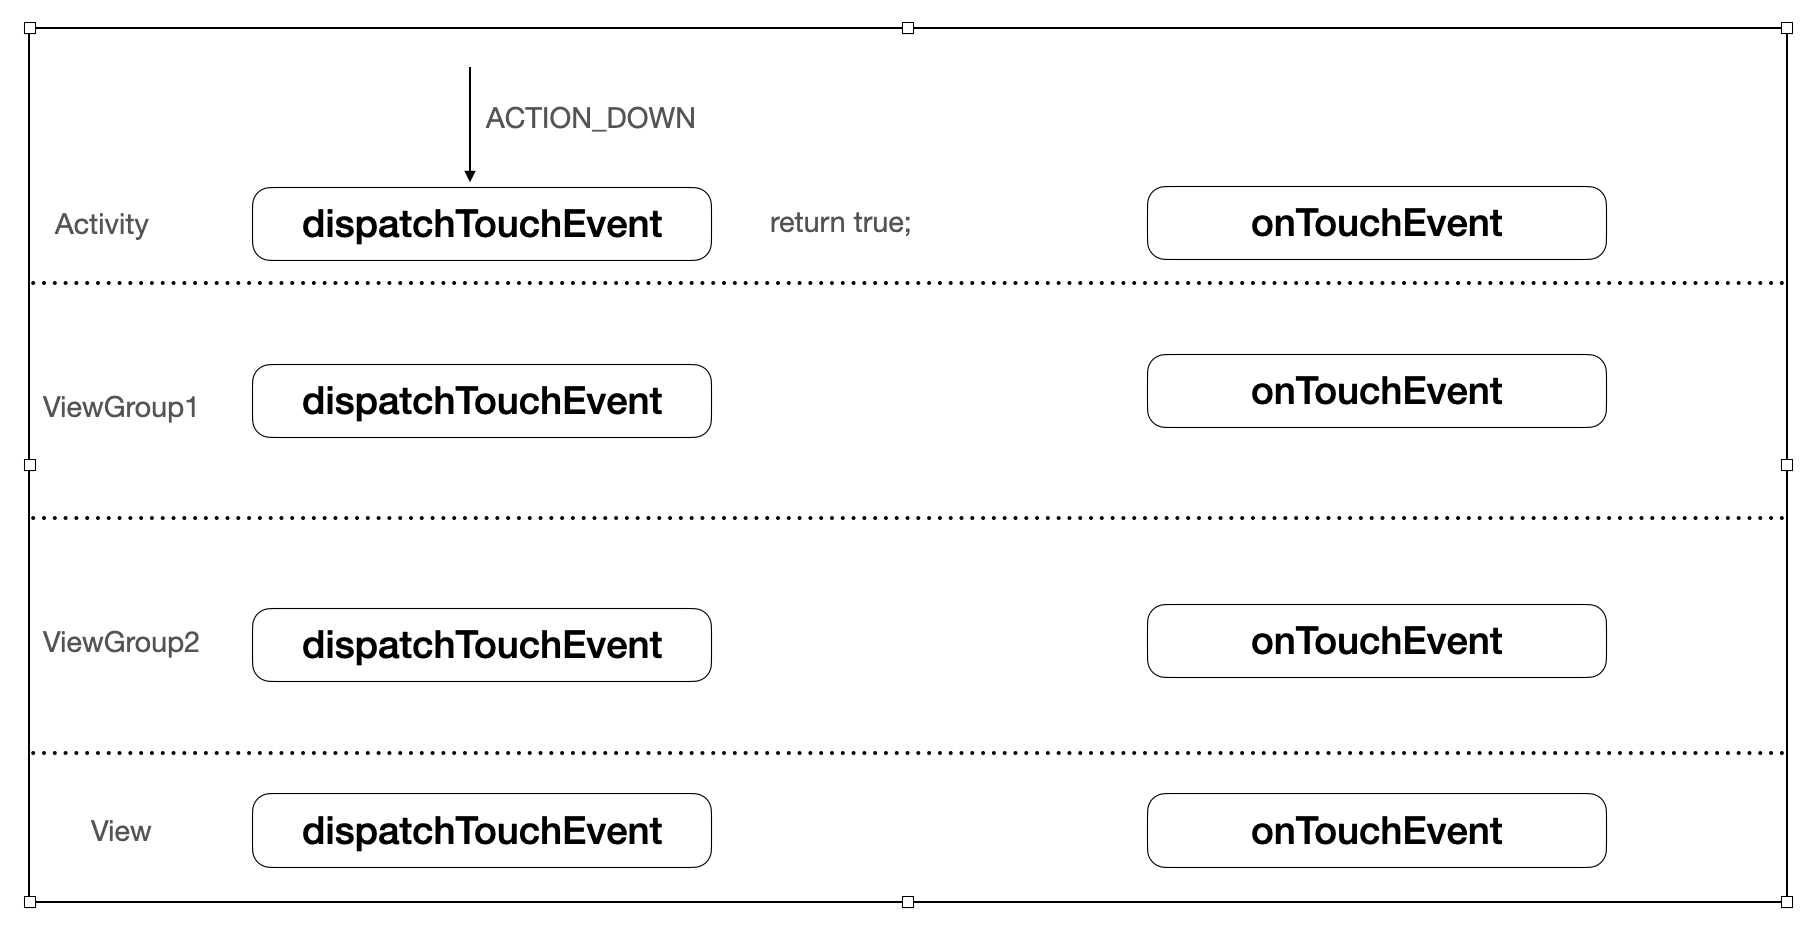 ACTION_DOWN
Activity
dispatchTouchEvent
return true;
onTouchEvent
ViewGroup1
dispatchTouchEvent
onTouchEvent
ViewGroup2
dispatchTouchEvent
onTouchEvent
View
dispatchTouchEvent
onTouchEvent